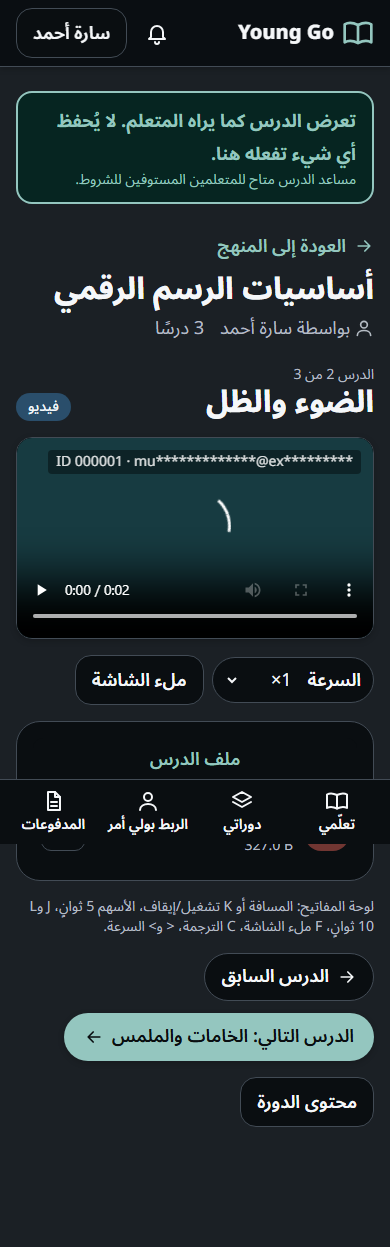 Young Go
سارة أحمد
تعرض الدرس كما يراه المتعلم. لا يُحفظ
أي شيء تفعله هنا.
مساعد الدرس متاح للمتعلمين المستوفين للشروط.
→ العودة إلى المنهج
أساسيات الرسم الرقمي
بواسطة سارة أحمد 3 درسًا
الدرس 2 من 3
الضوء والظل
فيديو
ID 000001 · mu*************@ex*********
0:00 / 0:02
السرعة 1×
ملء الشاشة
ملف الدرس
تعلّمي
دوراتي
الربط بولي أمر
المدفوعات
327.0 B
لوحة المفاتيح: المسافة أو K تشغيل/إيقاف، الأسهم 5 ثوانٍ، J وL
10 ثوانٍ، F ملء الشاشة، C الترجمة، < و> السرعة.
→ الدرس السابق
الدرس التالي: الخامات والملمس ←
محتوى الدورة